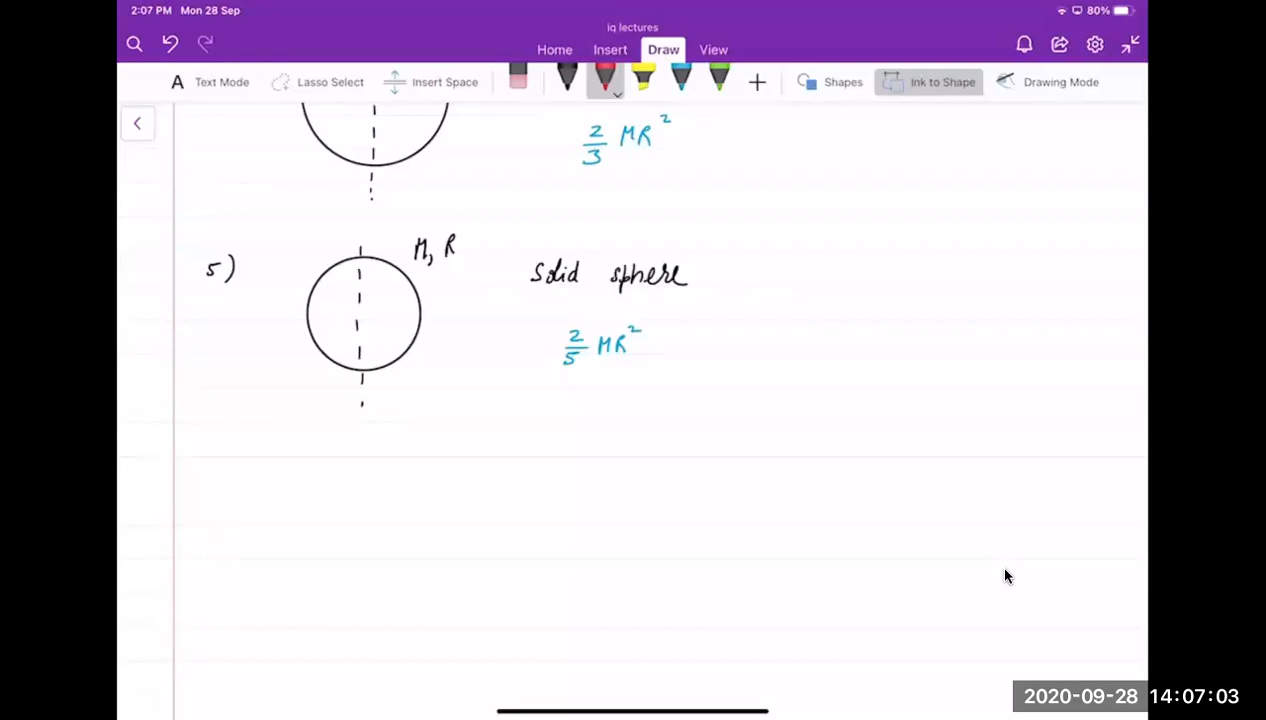 2:07 PM Mon 28 Sep
80%
iq lectures
Home Insert Draw View
A Text Mode Lasso Select Insert Space + Shapes Ink to Shape Drawing Mode
2/3 MR²
5)
M, R
Solid sphere
2/5 MR²
2020-09-28 14:07:03